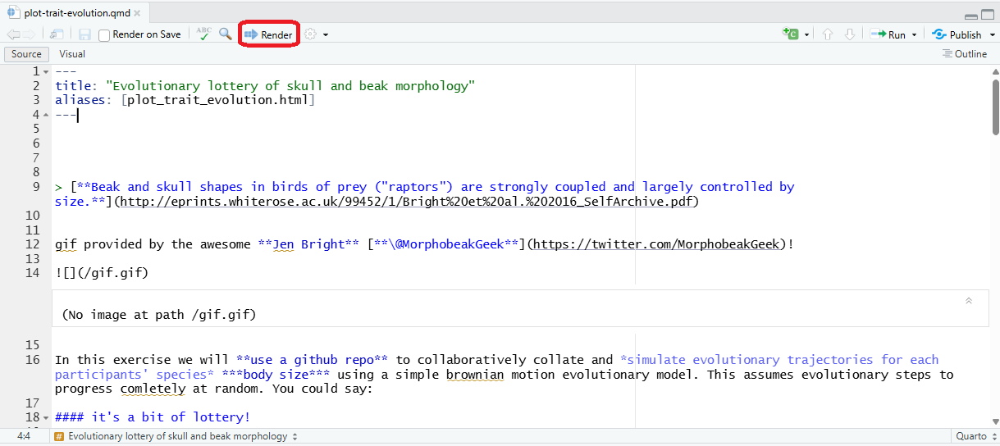 plot-trait-evolution.qmd
Render on Save
ABC
Render
C
Run
Publish
Source
Visual
Outline
1 ---
2 title: "Evolutionary lottery of skull and beak morphology"
3 aliases: [plot_trait_evolution.html]
4 ---
5
6
7
8
9 > [**Beak and skull shapes in birds of prey ("raptors") are strongly coupled and largely controlled by
size.**](http://eprints.whiterose.ac.uk/99452/1/Bright%20et%20al.%202016_SelfArchive.pdf)
10
11
12 gif provided by the awesome **Jen Bright** [**\@MorphobeakGeek**](https://twitter.com/MorphobeakGeek)!
13
14 ![](/gif.gif)
(No image at path /gif.gif)
15
16 In this exercise we will **use a github repo** to collaboratively collate and *simulate evolutionary trajectories for each
participants' species* ***body size*** using a simple brownian motion evolutionary model. This assumes evolutionary steps to
progress comletely at random. You could say:
17
18 #### it's a bit of lottery!
4:4
# Evolutionary lottery of skull and beak morphology
Quarto